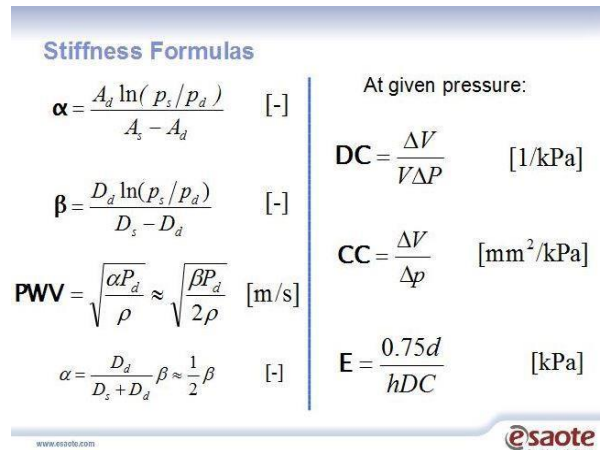 Stiffness Formulas
α = A_d ln( p_s/p_d ) / A_s − A_d [-]
β = D_d ln(p_s/p_d) / D_s − D_d [-]
PWV = √(αP_d / ρ) ≈ √(βP_d / 2ρ) [m/s]
α = D_d / D_s + D_d β ≈ 1/2 β [-]
At given pressure:
DC = ΔV / VΔP [1/kPa]
CC = ΔV / Δp [mm²/kPa]
E = 0.75d / hDC [kPa]
www.esaote.com
esaote